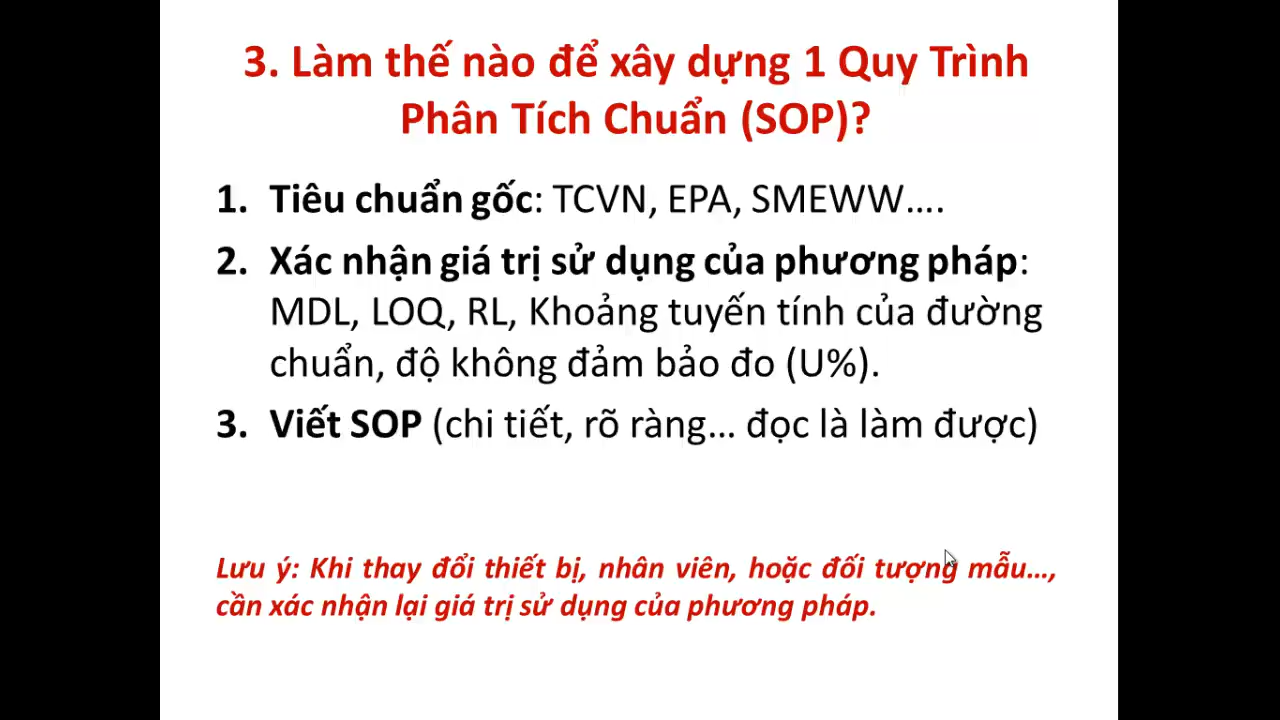 3. Làm thế nào để xây dựng 1 Quy Trình
Phân Tích Chuẩn (SOP)?
1. Tiêu chuẩn gốc: TCVN, EPA, SMEWW....
2. Xác nhận giá trị sử dụng của phương pháp:
MDL, LOQ, RL, Khoảng tuyến tính của đường
chuẩn, độ không đảm bảo đo (U%).
3. Viết SOP (chi tiết, rõ ràng... đọc là làm được)
Lưu ý: Khi thay đổi thiết bị, nhân viên, hoặc đối tượng mẫu...,
cần xác nhận lại giá trị sử dụng của phương pháp.